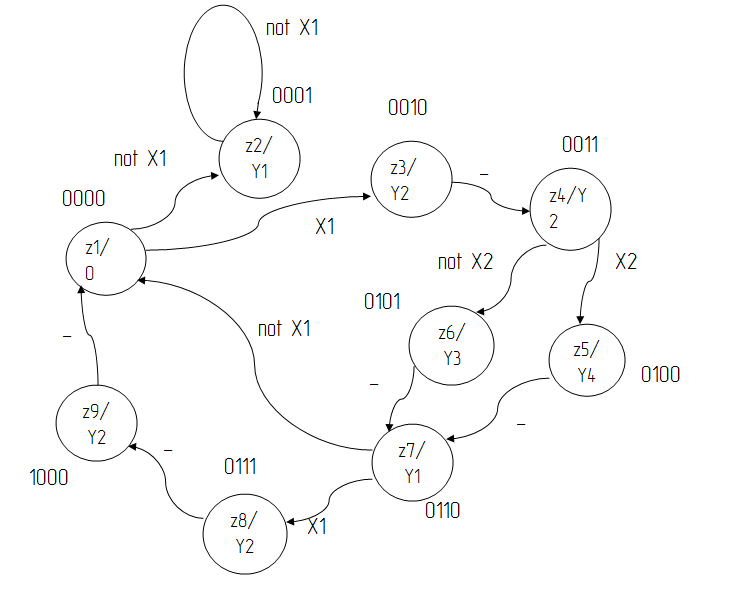 not X1
0001
0010
0011
z2/
Y1
not X1
z3/
Y2
–
z4/Y
2
0000
X1
z1/
0
not X2
X2
0101
not X1
z6/
Y3
z5/
Y4
0100
–
–
–
z9/
Y2
–
z7/
Y1
0111
1000
0110
z8/
Y2
X1